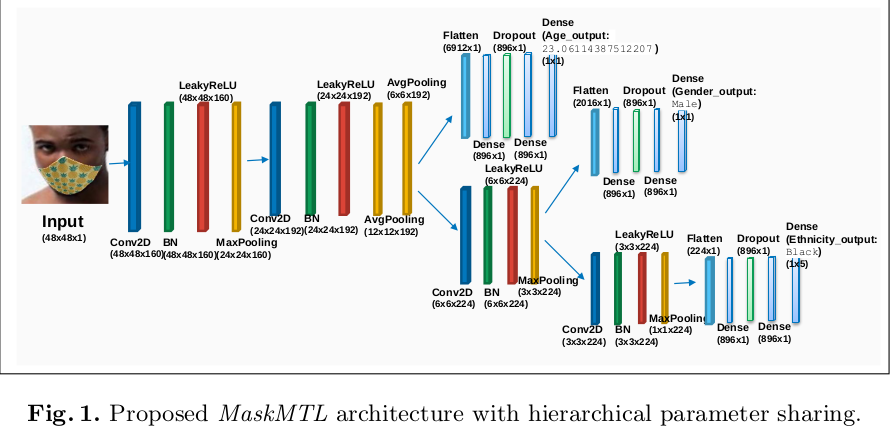 Input
(48x48x1)
Conv2D
(48x48x160)
BN
(48x48x160)
LeakyReLU
(48x48x160)
MaxPooling
(24x24x160)
Conv2D
(24x24x192)
BN
(24x24x192)
LeakyReLU
(24x24x192)
AvgPooling
(12x12x192)
AvgPooling
(6x6x192)
Flatten
(6912x1)
Dense
(896x1)
Dropout
(896x1)
Dense
(896x1)
Dense
(Age_output:
23.06114387512207)
(1x1)
Conv2D
(6x6x224)
BN
(6x6x224)
LeakyReLU
(6x6x224)
MaxPooling
(3x3x224)
Flatten
(2016x1)
Dense
(896x1)
Dropout
(896x1)
Dense
(896x1)
Dense
(Gender_output:
Male)
(1x1)
Conv2D
(3x3x224)
BN
(3x3x224)
LeakyReLU
(3x3x224)
MaxPooling
(1x1x224)
Flatten
(224x1)
Dense
(896x1)
Dropout
(896x1)
Dense
(896x1)
Dense
(Ethnicity_output:
Black)
(1x5)
Fig. 1. Proposed MaskMTL architecture with hierarchical parameter sharing.